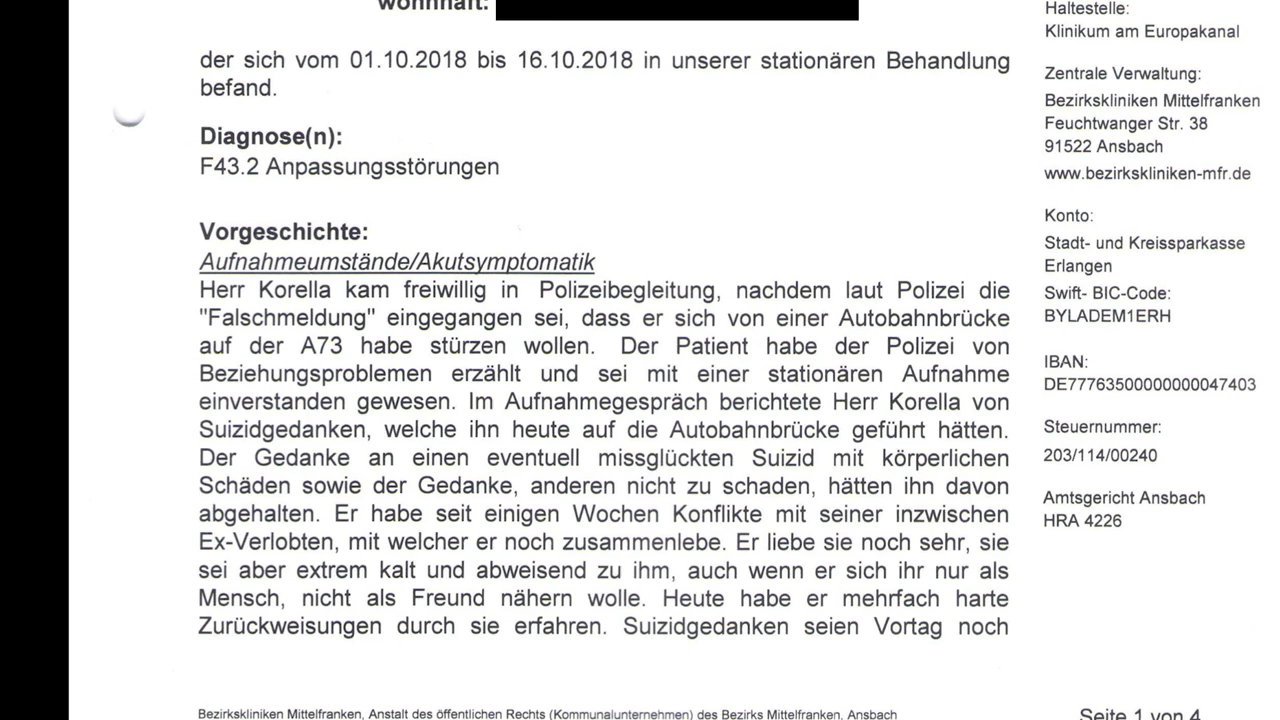 wohnhaft:
der sich vom 01.10.2018 bis 16.10.2018 in unserer stationären Behandlung
befand.
Diagnose(n):
F43.2 Anpassungsstörungen
Vorgeschichte:
Aufnahmeumstände/Akutsymptomatik
Herr Korella kam freiwillig in Polizeibegleitung, nachdem laut Polizei die
"Falschmeldung" eingegangen sei, dass er sich von einer Autobahnbrücke
auf der A73 habe stürzen wollen. Der Patient habe der Polizei von
Beziehungsproblemen erzählt und sei mit einer stationären Aufnahme
einverstanden gewesen. Im Aufnahmegespräch berichtete Herr Korella von
Suizidgedanken, welche ihn heute auf die Autobahnbrücke geführt hätten.
Der Gedanke an einen eventuell missglückten Suizid mit körperlichen
Schäden sowie der Gedanke, anderen nicht zu schaden, hätten ihn davon
abgehalten. Er habe seit einigen Wochen Konflikte mit seiner inzwischen
Ex-Verlobten, mit welcher er noch zusammenlebe. Er liebe sie noch sehr, sie
sei aber extrem kalt und abweisend zu ihm, auch wenn er sich ihr nur als
Mensch, nicht als Freund nähern wolle. Heute habe er mehrfach harte
Zurückweisungen durch sie erfahren. Suizidgedanken seien Vortag noch
Haltestelle:
Klinikum am Europakanal
Zentrale Verwaltung:
Bezirkskliniken Mittelfranken
Feuchtwanger Str. 38
91522 Ansbach
www.bezirkskliniken-mfr.de
Konto:
Stadt- und Kreissparkasse
Erlangen
Swift- BIC-Code:
BYLADEM1ERH
IBAN:
DE77763500000000047403
Steuernummer:
203/114/00240
Amtsgericht Ansbach
HRA 4226
Bezirkskliniken Mittelfranken, Anstalt des öffentlichen Rechts (Kommunalunternehmen) des Bezirks Mittelfranken, Ansbach
Seite 1 von 4